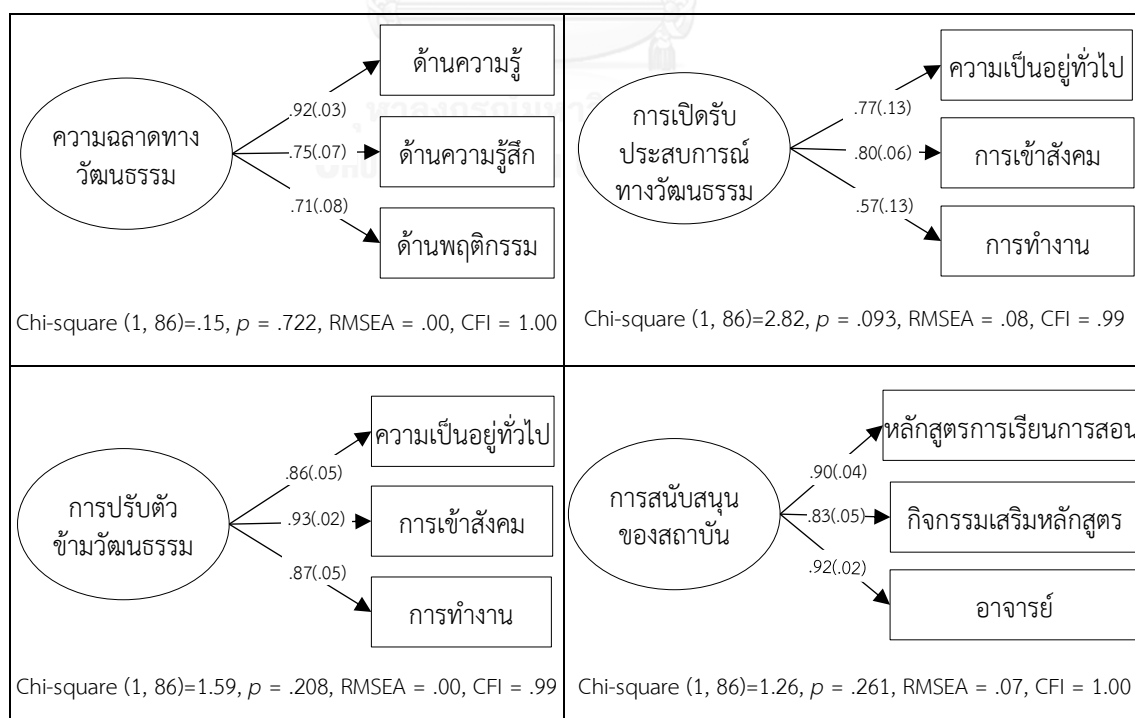 ความฉลาดทาง
วัฒนธรรม
.92(.03)
.75(.07)
.71(.08)
ด้านความรู้
ด้านความรู้สึก
ด้านพฤติกรรม
Chi-square (1, 86)=.15, p = .722, RMSEA = .00, CFI = 1.00
การเปิดรับ
ประสบการณ์
ทางวัฒนธรรม
.77(.13)
.80(.06)
.57(.13)
ความเป็นอยู่ทั่วไป
การเข้าสังคม
การทำงาน
Chi-square (1, 86)=2.82, p = .093, RMSEA = .08, CFI = .99
การปรับตัว
ข้ามวัฒนธรรม
.86(.05)
.93(.02)
.87(.05)
ความเป็นอยู่ทั่วไป
การเข้าสังคม
การทำงาน
Chi-square (1, 86)=1.59, p = .208, RMSEA = .00, CFI = .99
การสนับสนุน
ของสถาบัน
.90(.04)
.83(.05)
.92(.02)
หลักสูตรการเรียนการสอน
กิจกรรมเสริมหลักสูตร
อาจารย์
Chi-square (1, 86)=1.26, p = .261, RMSEA = .07, CFI = 1.00